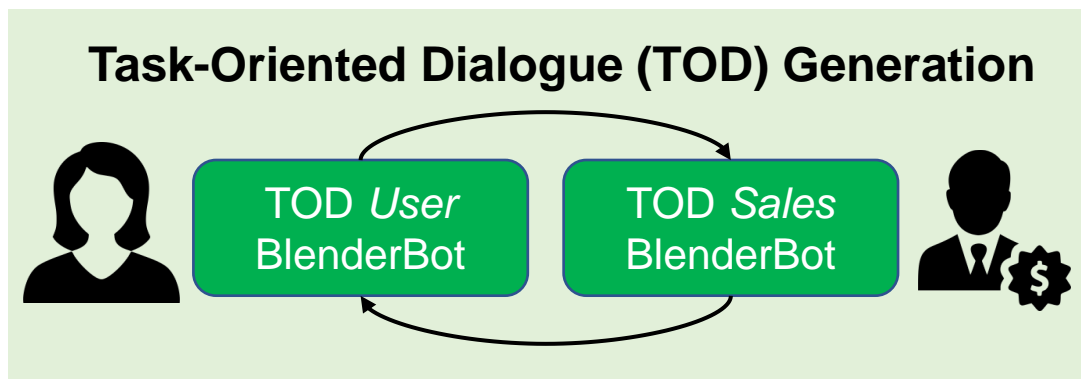 Task-Oriented Dialogue (TOD) Generation
TOD User
BlenderBot
TOD Sales
BlenderBot
$